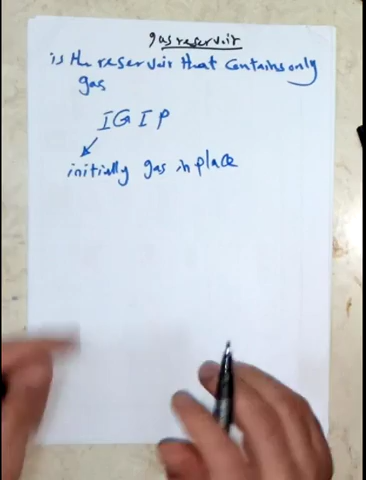 gas reservoir
is the reservoir that contains only
gas
IGIP
initially gas in place